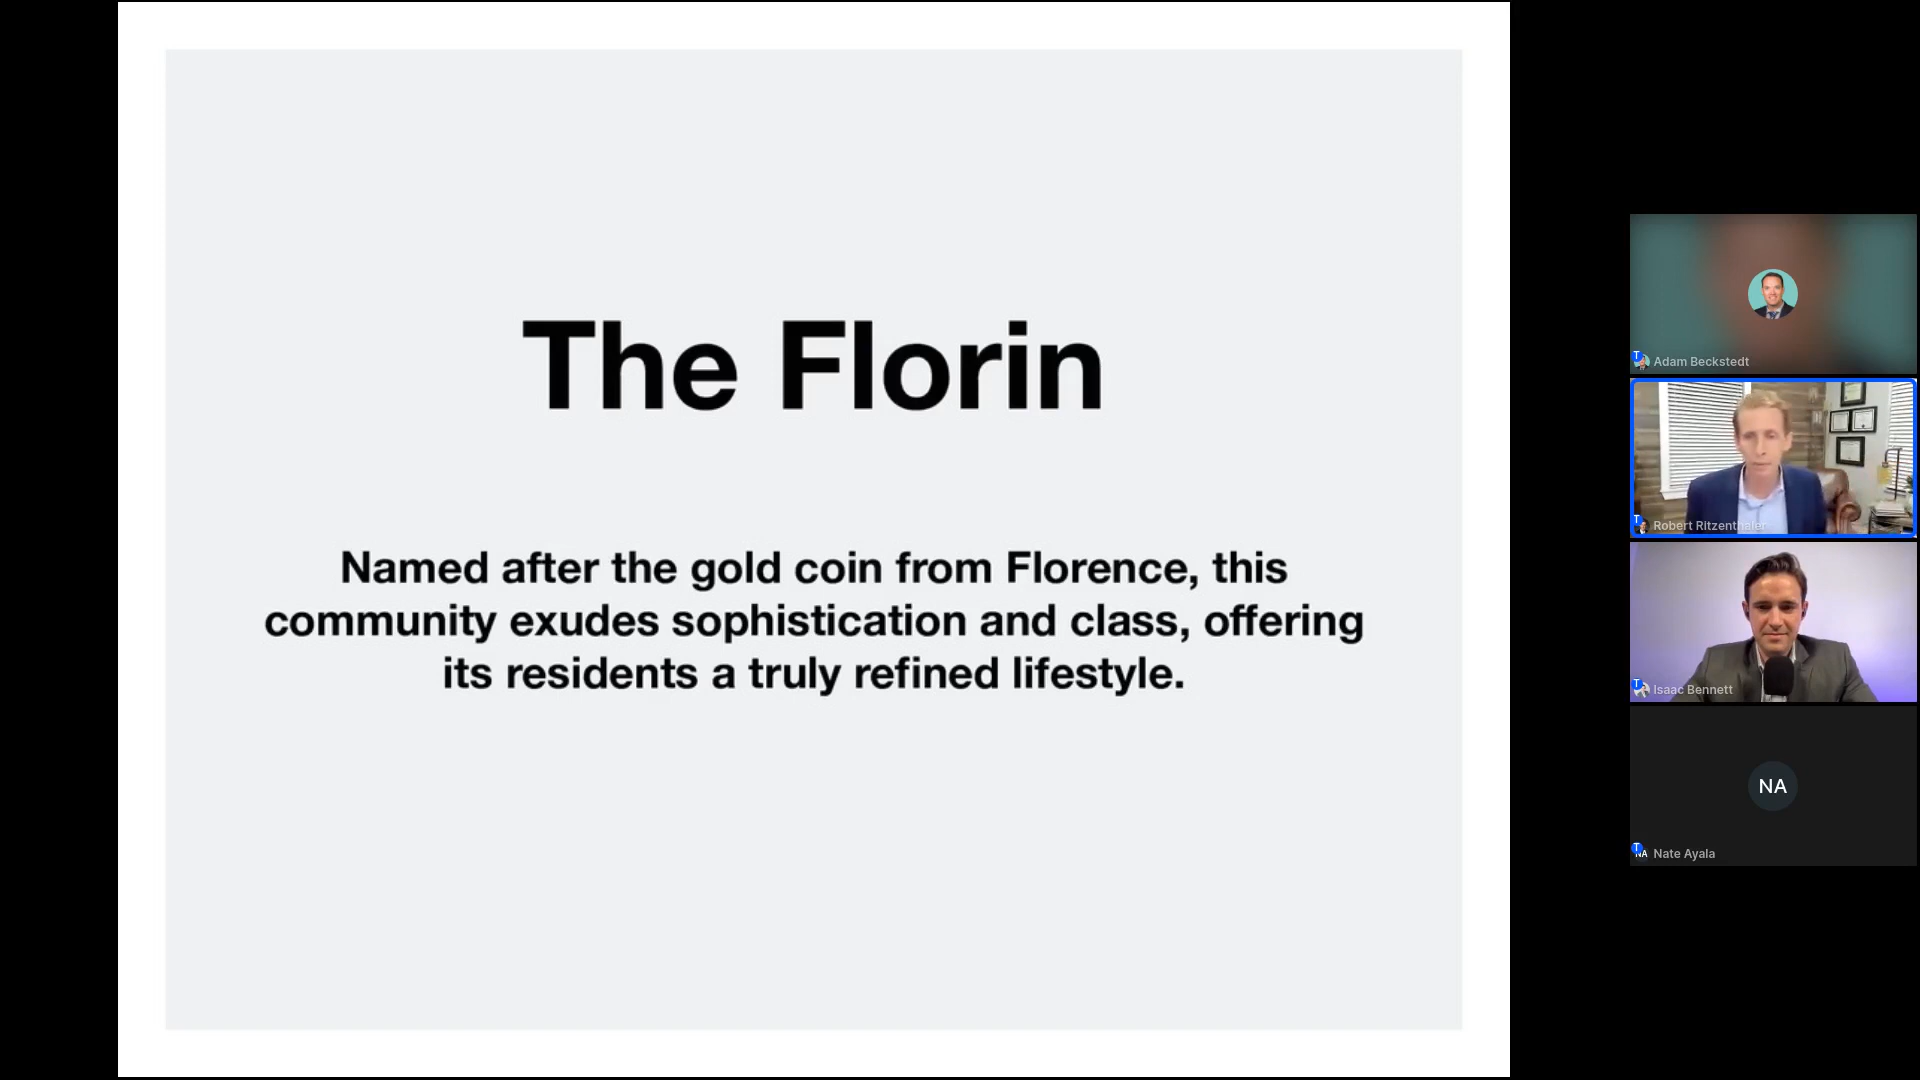 The Florin
Named after the gold coin from Florence, this
community exudes sophistication and class, offering
its residents a truly refined lifestyle.
Adam Beckstedt
Robert Ritzenthaler
Isaac Bennett
NA
Nate Ayala